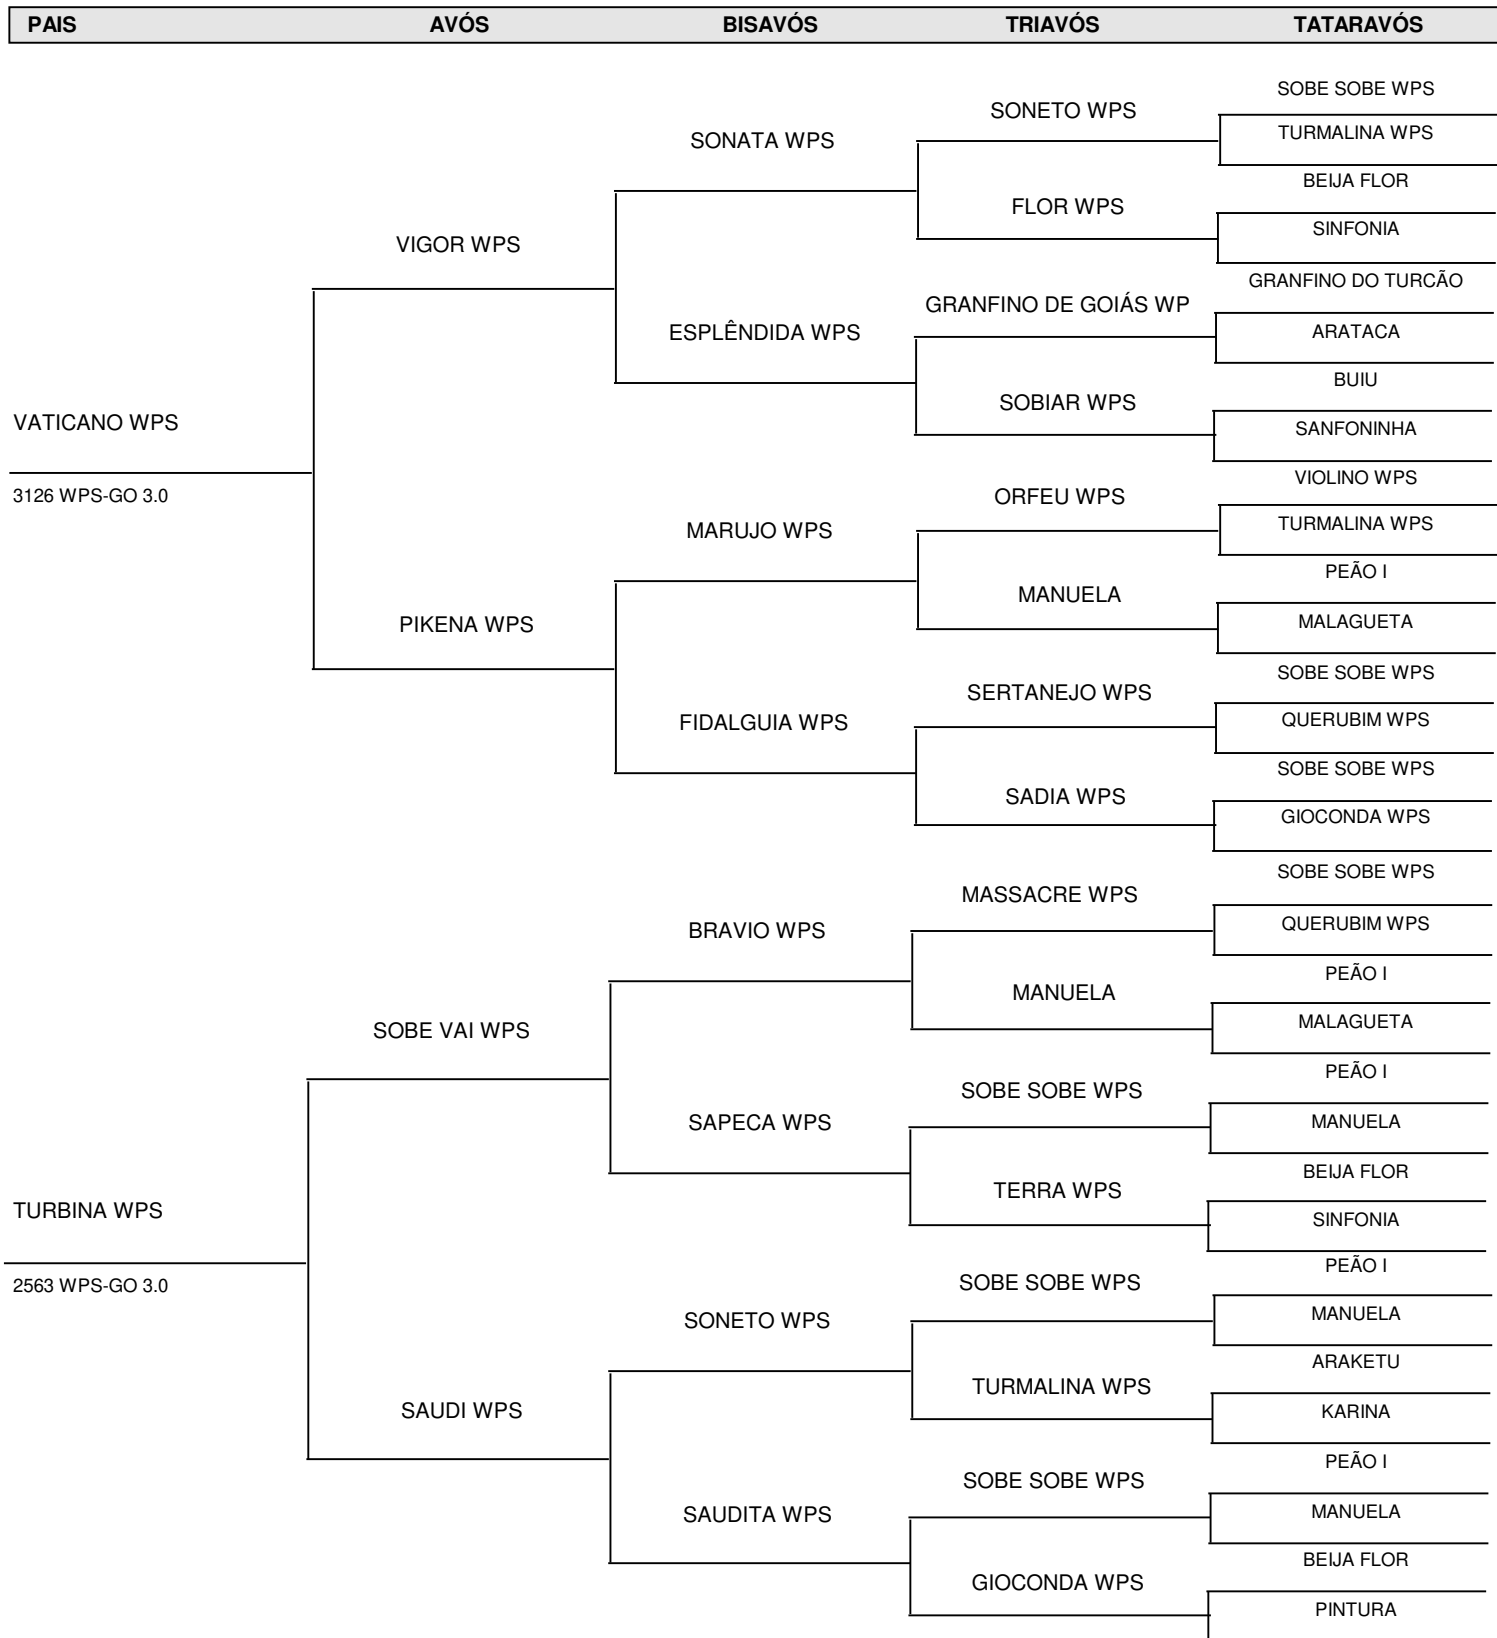 PAIS AVÓS BISAVÓS TRIAVÓS TATARAVÓS
SOBE SOBE WPS
SONETO WPS
TURMALINA WPS
SONATA WPS
BEIJA FLOR
FLOR WPS
SINFONIA
VIGOR WPS
GRANFINO DO TURCÃO
GRANFINO DE GOIÁS WP
ARATACA
ESPLÊNDIDA WPS
BUIU
SOBIAR WPS
SANFONINHA
VATICANO WPS
3126 WPS-GO 3.0
VIOLINO WPS
ORFEU WPS
TURMALINA WPS
MARUJO WPS
PEÃO I
MANUELA
MALAGUETA
PIKENA WPS
SOBE SOBE WPS
SERTANEJO WPS
QUERUBIM WPS
FIDALGUIA WPS
SOBE SOBE WPS
SADIA WPS
GIOCONDA WPS
SOBE SOBE WPS
MASSACRE WPS
QUERUBIM WPS
BRAVIO WPS
PEÃO I
MANUELA
MALAGUETA
SOBE VAI WPS
PEÃO I
SOBE SOBE WPS
MANUELA
SAPECA WPS
BEIJA FLOR
TERRA WPS
SINFONIA
TURBINA WPS
2563 WPS-GO 3.0
PEÃO I
SOBE SOBE WPS
MANUELA
SONETO WPS
ARAKETU
TURMALINA WPS
KARINA
SAUDI WPS
PEÃO I
SOBE SOBE WPS
MANUELA
SAUDITA WPS
BEIJA FLOR
GIOCONDA WPS
PINTURA